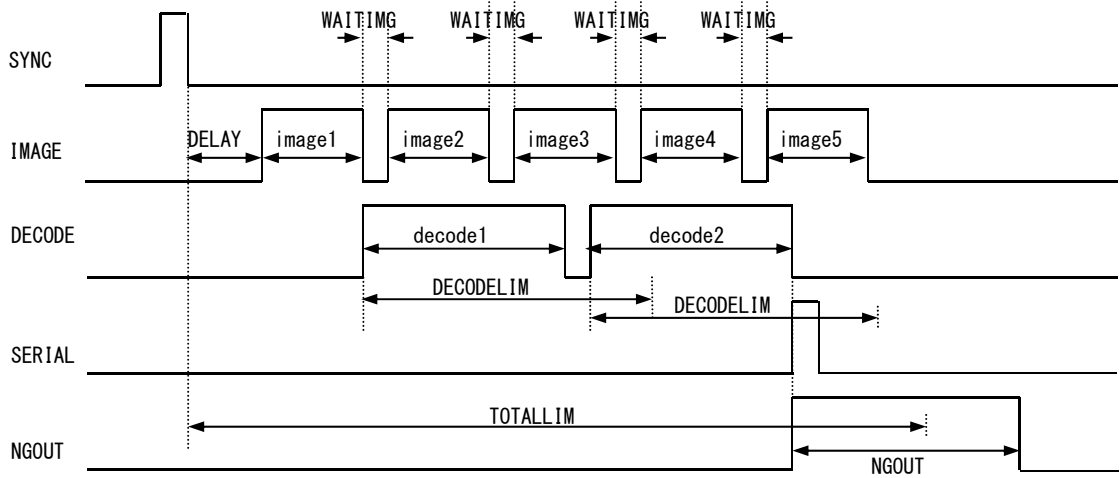 WAITIMG WAITIMG WAITIMG WAITIMG
SYNC
DELAY image1 image2 image3 image4 image5
IMAGE
DECODE decode1 decode2
DECODELIM
DECODELIM
SERIAL
TOTALLIM
NGOUT
NGOUT